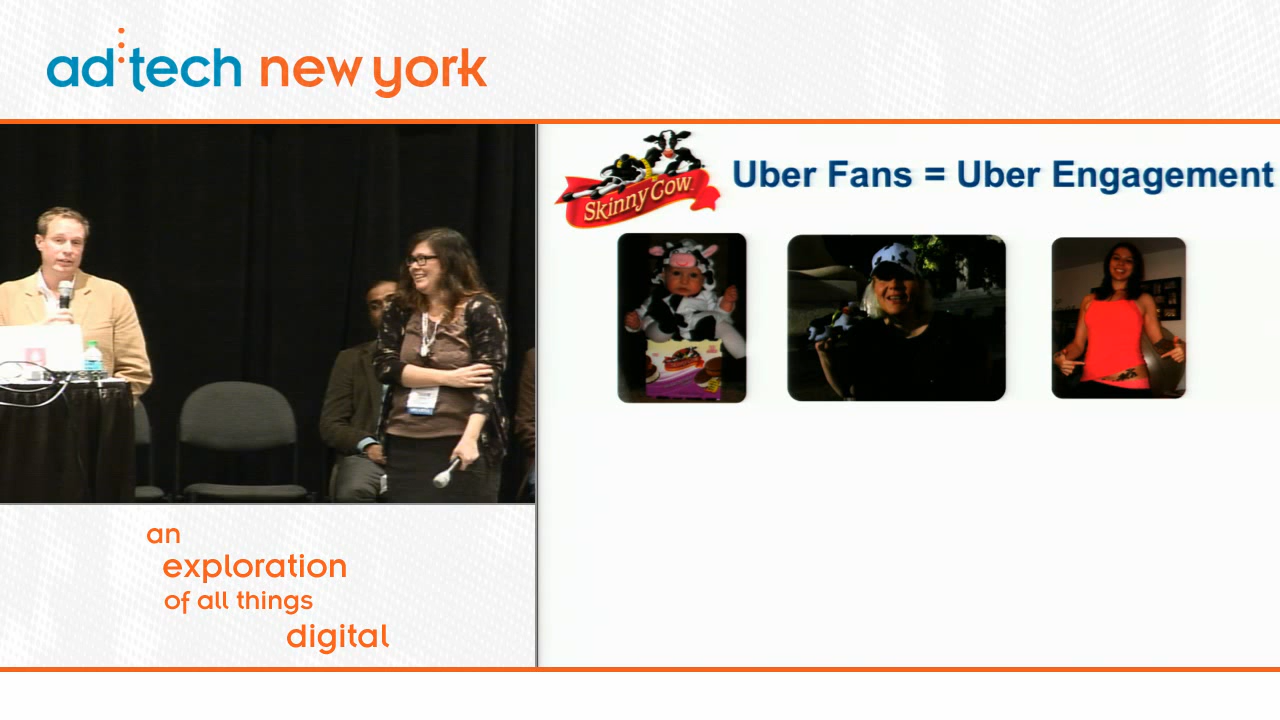 ad:tech new york
Skinny Cow
Uber Fans = Uber Engagement
an
exploration
of all things
digital